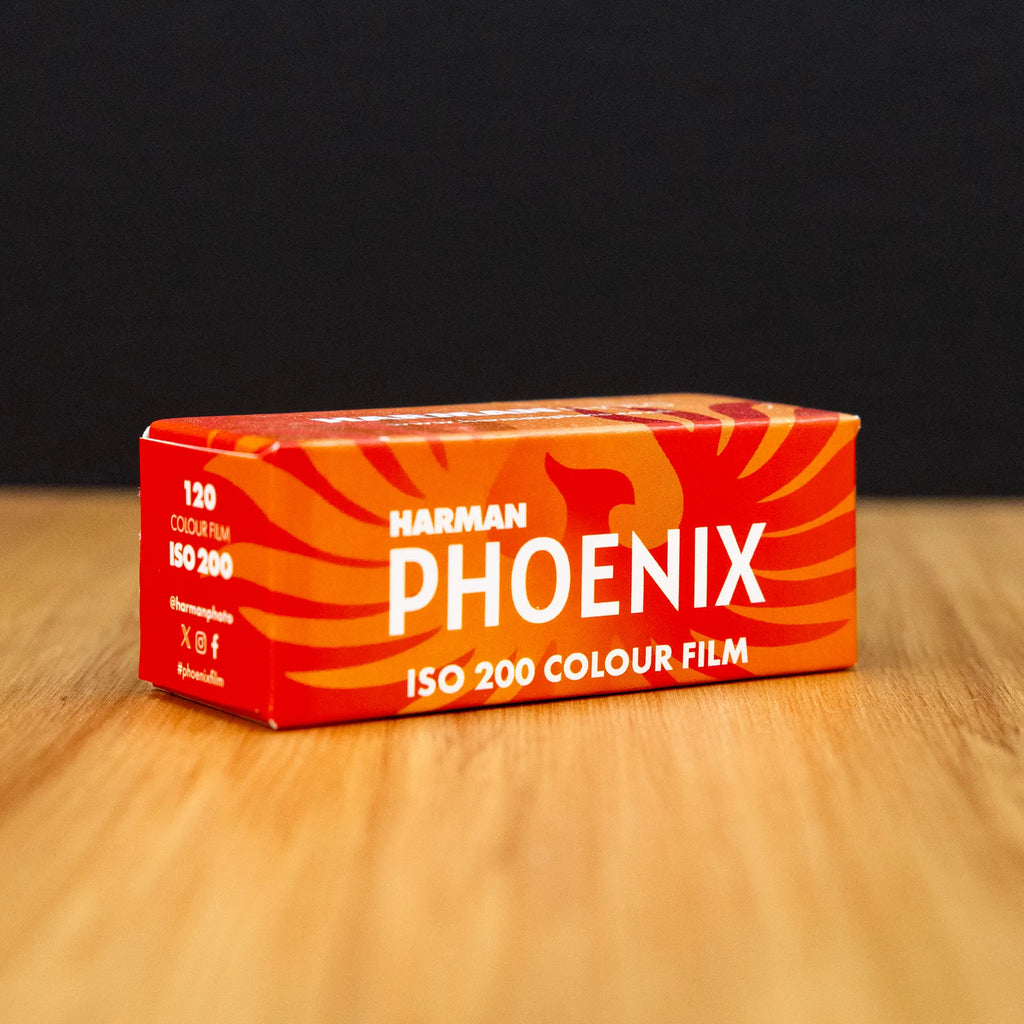 HARMAN
PHOENIX
ISO 200 COLOUR FILM
120
COLOUR FILM
ISO 200
@harmanphoto
#phoenixfilm